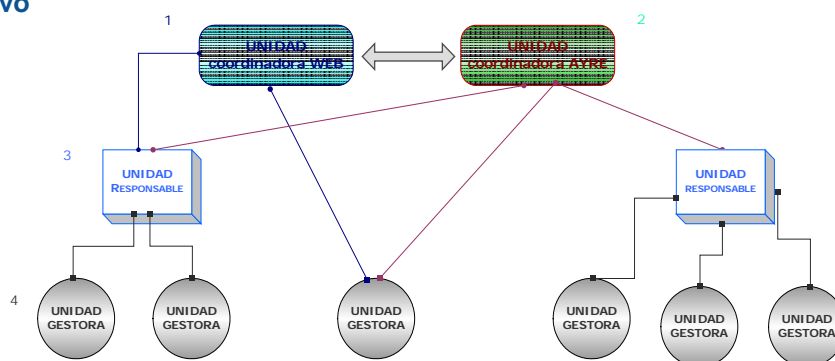 vo
1
2
UNIDAD
coordinadora WEB
UNIDAD
coordinadora AYRE
3
UNIDAD
RESPONSABLE
UNIDAD
RESPONSABLE
4
UNIDAD
GESTORA
UNIDAD
GESTORA
UNIDAD
GESTORA
UNIDAD
GESTORA
UNIDAD
GESTORA
UNIDAD
GESTORA